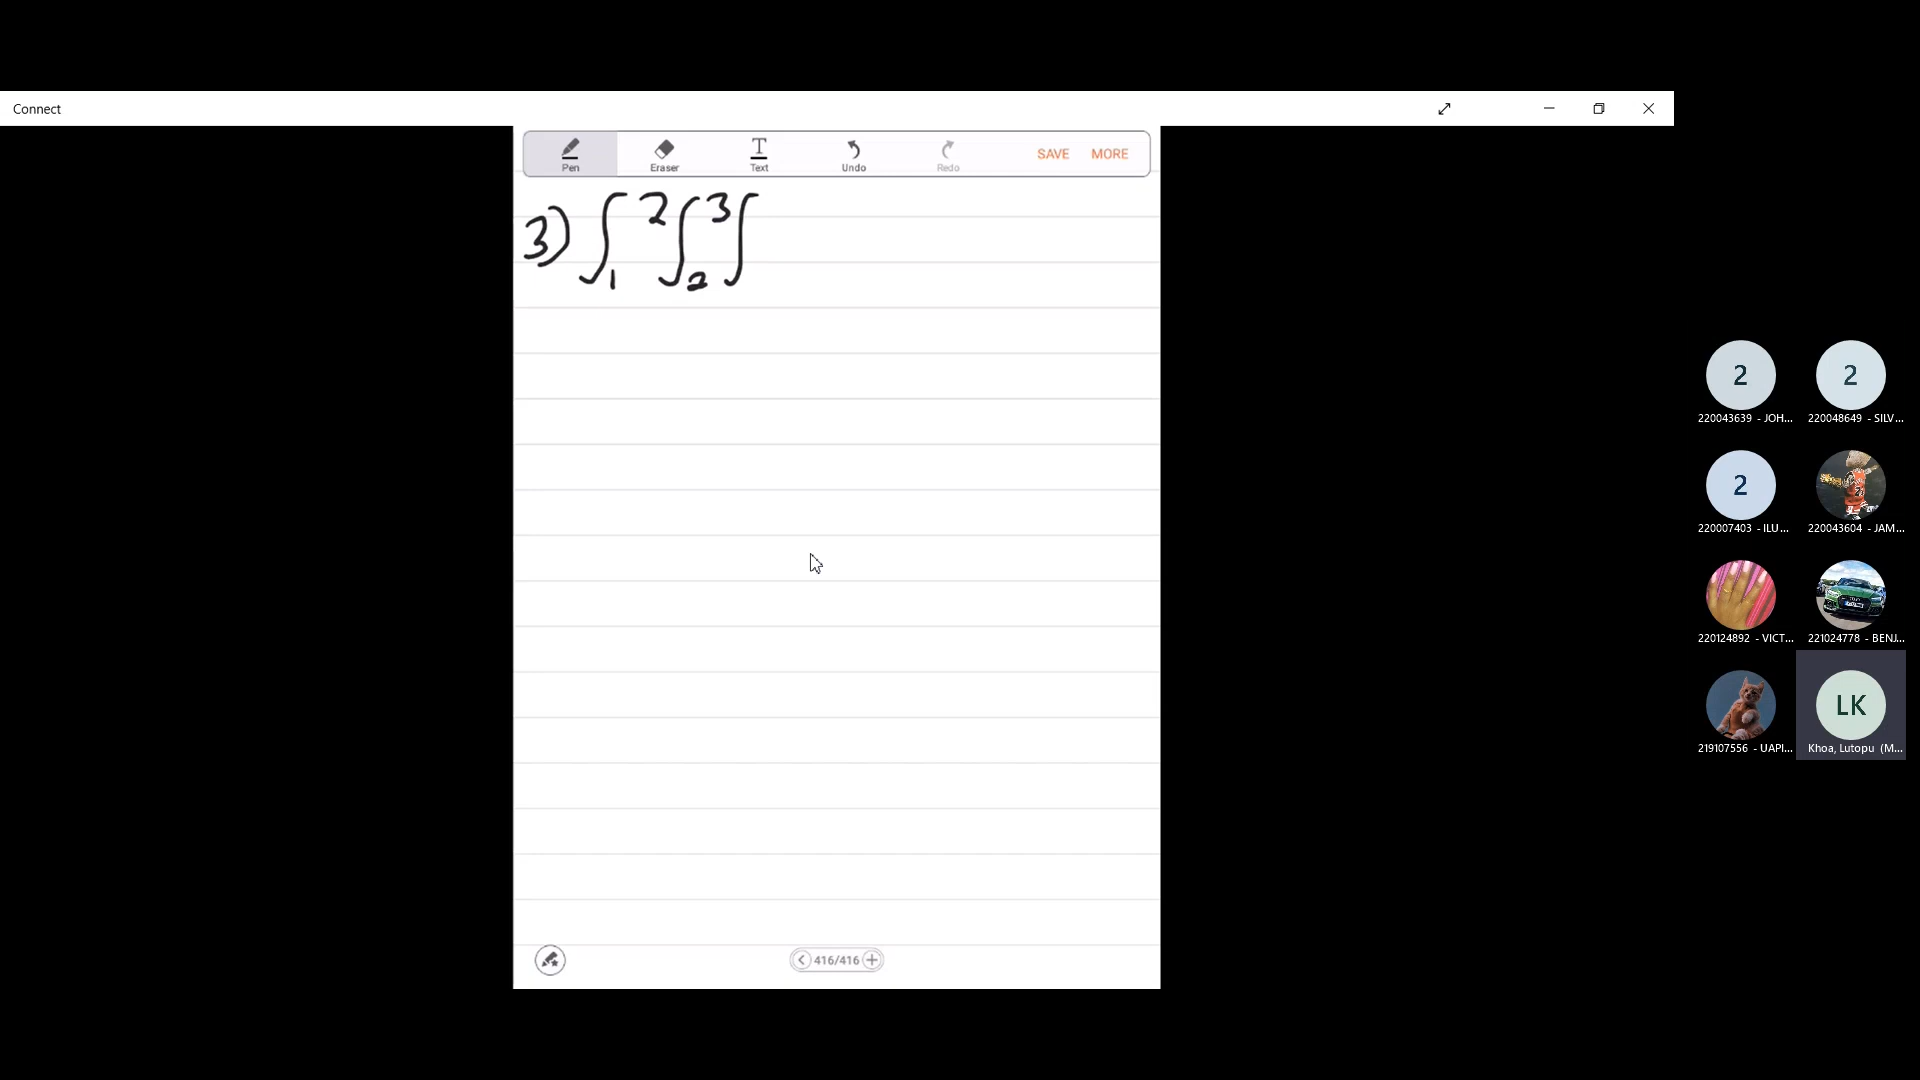 Connect
Pen
Eraser
Text
Undo
Redo
SAVE
MORE
3) ∫₁² ∫₂³ ∫
416/416
2
220043639 - JOH...
2
220048649 - SILV...
2
220007403 - ILU...
220043604 - JAM...
220124892 - VICT...
221024778 - BENJ...
219107556 - UAPI...
LK
Khoa, Lutopu (M...